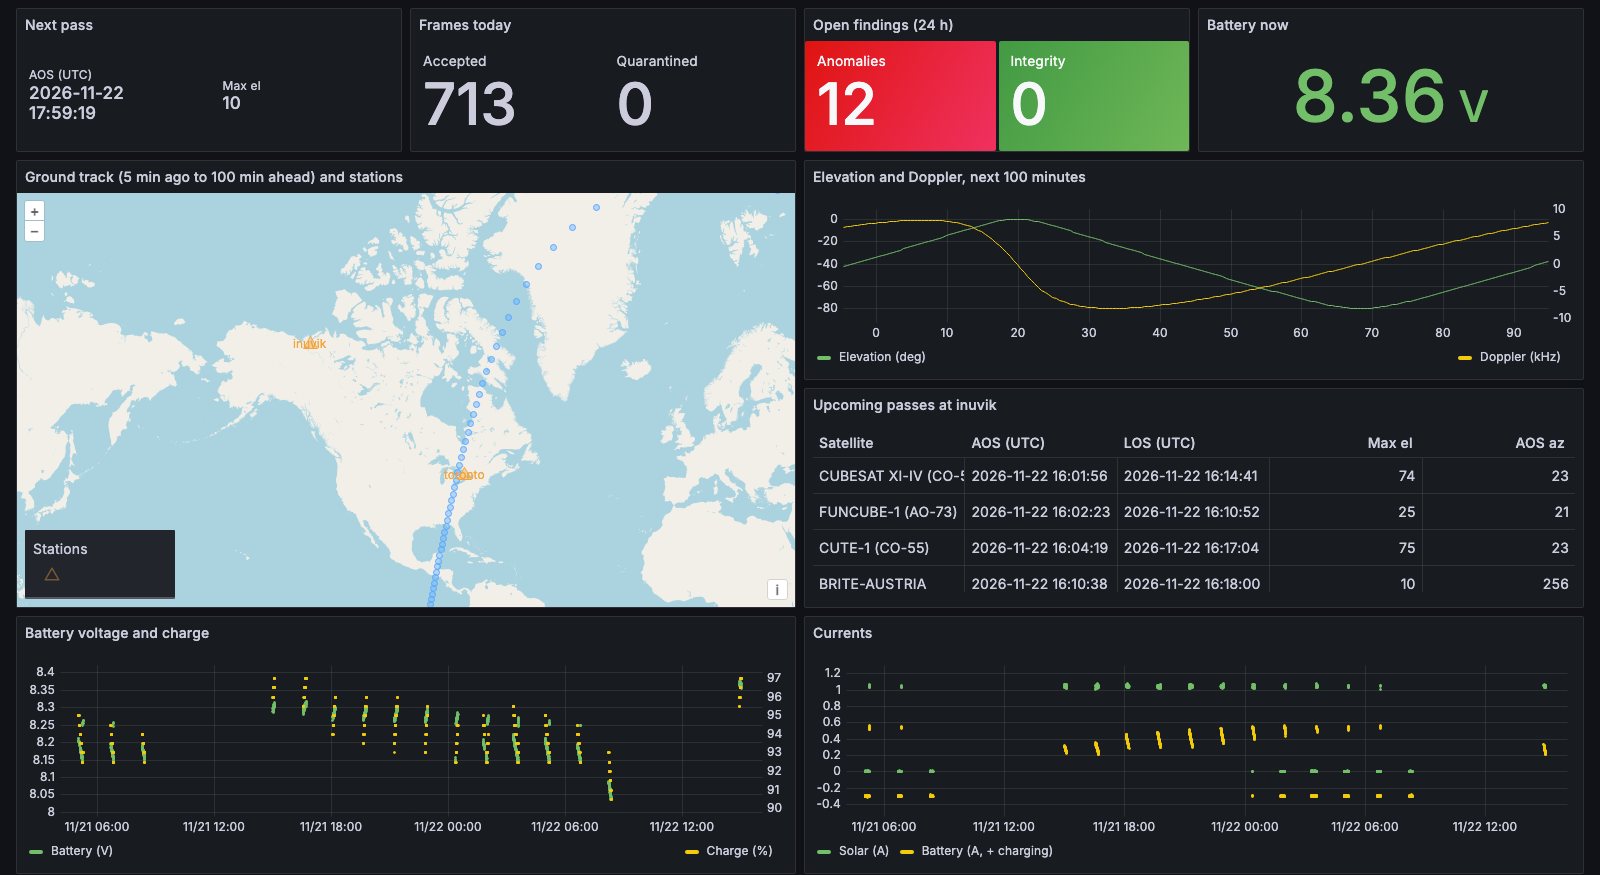 Next pass
AOS (UTC)
2026-11-22
17:59:19
Max el
10
Frames today
Accepted
713
Quarantined
0
Open findings (24 h)
Anomalies
12
Integrity
0
Battery now
8.36 V
Ground track (5 min ago to 100 min ahead) and stations
+
−
inuvik
toronto
Stations
i
Elevation and Doppler, next 100 minutes
0
-20
-40
-60
-80
10
5
0
-5
-10
0 10 20 30 40 50 60 70 80 90
Elevation (deg)
Doppler (kHz)
Upcoming passes at inuvik
Satellite AOS (UTC) LOS (UTC) Max el AOS az
CUBESAT XI-IV (CO-5 2026-11-22 16:01:56 2026-11-22 16:14:41 74 23
FUNCUBE-1 (AO-73) 2026-11-22 16:02:23 2026-11-22 16:10:52 25 21
CUTE-1 (CO-55) 2026-11-22 16:04:19 2026-11-22 16:17:04 75 23
BRITE-AUSTRIA 2026-11-22 16:10:38 2026-11-22 16:18:00 10 256
Battery voltage and charge
8.4
8.35
8.3
8.25
8.2
8.15
8.1
8.05
8
97
96
95
94
93
92
91
90
11/21 06:00 11/21 12:00 11/21 18:00 11/22 00:00 11/22 06:00 11/22 12:00
Battery (V)
Charge (%)
Currents
1.2
1
0.8
0.6
0.4
0.2
0
-0.2
-0.4
11/21 06:00 11/21 12:00 11/21 18:00 11/22 00:00 11/22 06:00 11/22 12:00
Solar (A) Battery (A, + charging)